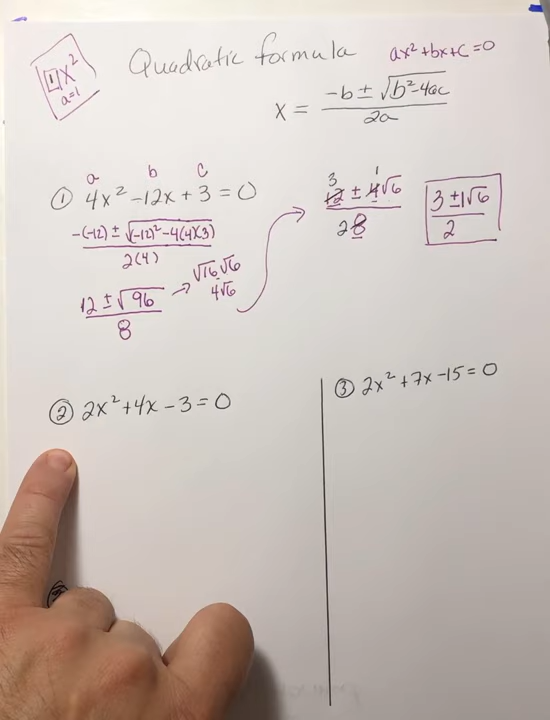 1x²
a=1
Quadratic formula
ax²+bx+c=0
x = -b±√b²-4ac / 2a
a b c
① 4x²-12x+3=0
-(-12)±√(-12)²-4(4)(3) / 2(4)
12±√96 / 8
√16 √6
4√6
3 1
12±4√6 / 2 8
3±1√6 / 2
② 2x²+4x-3=0
③ 2x²+7x-15=0